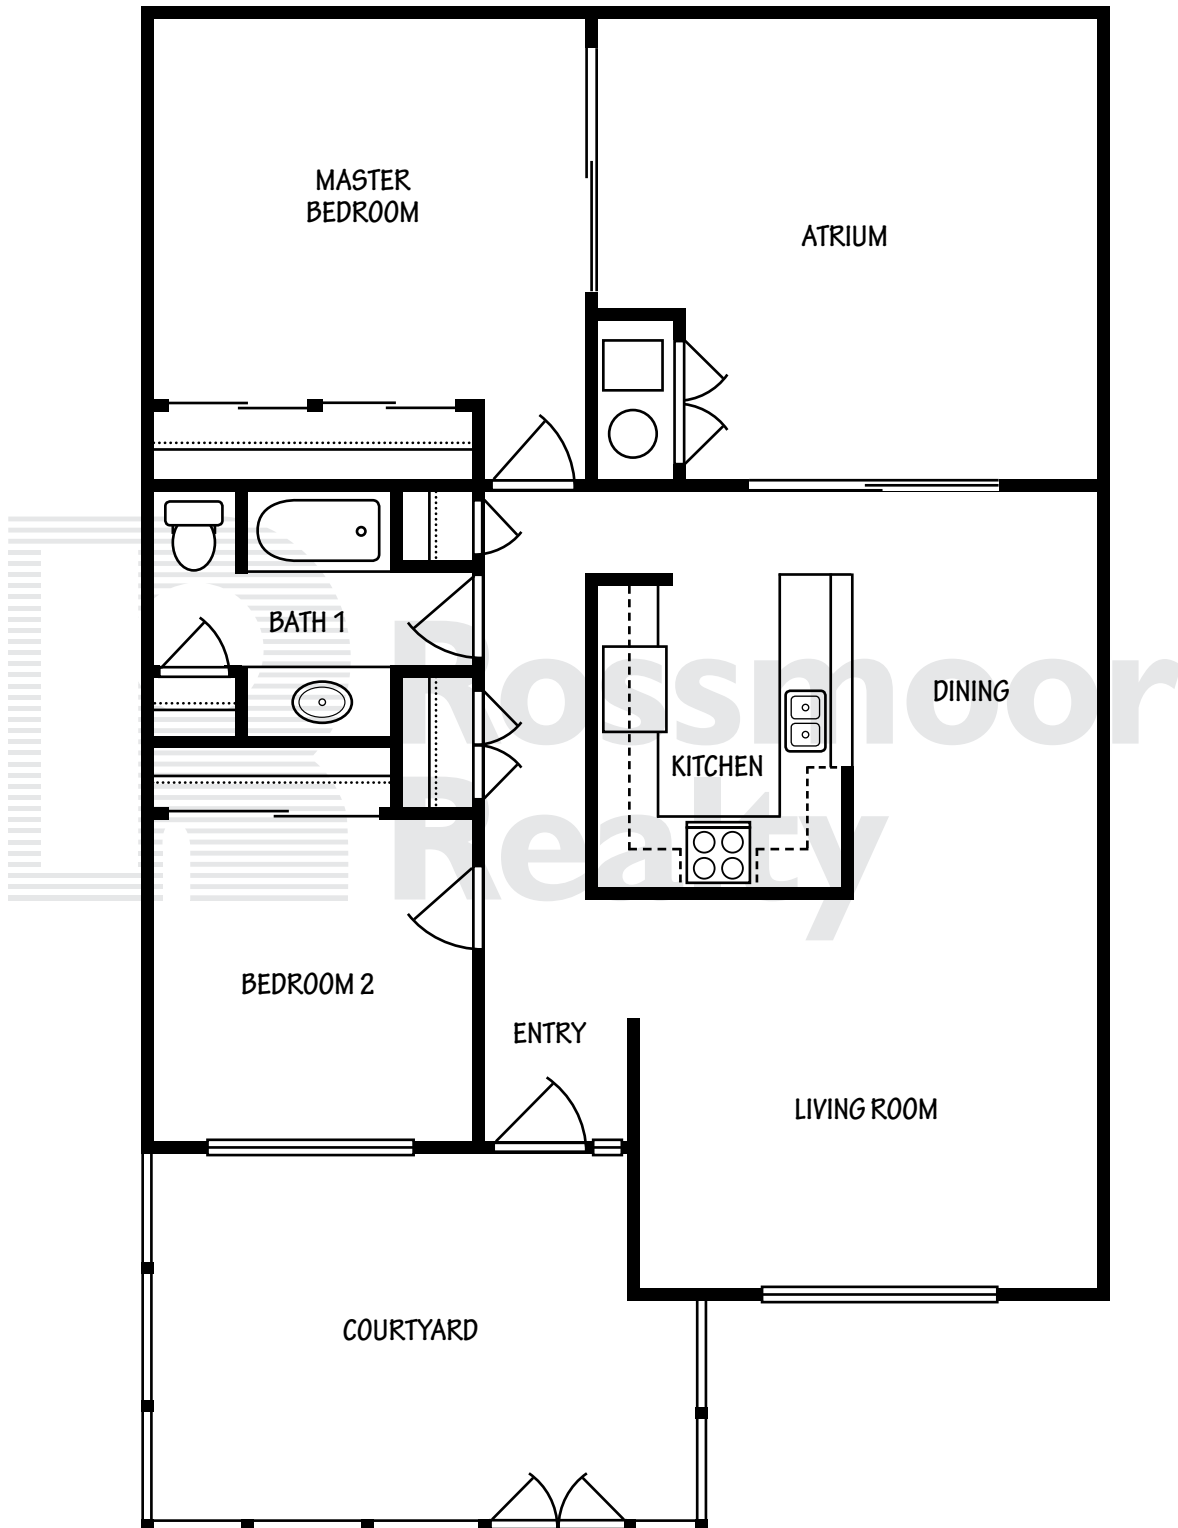 MASTER
BEDROOM
ATRIUM
BATH 1
Rossmoor
Realty
DINING
KITCHEN
BEDROOM 2
ENTRY
LIVING ROOM
COURTYARD